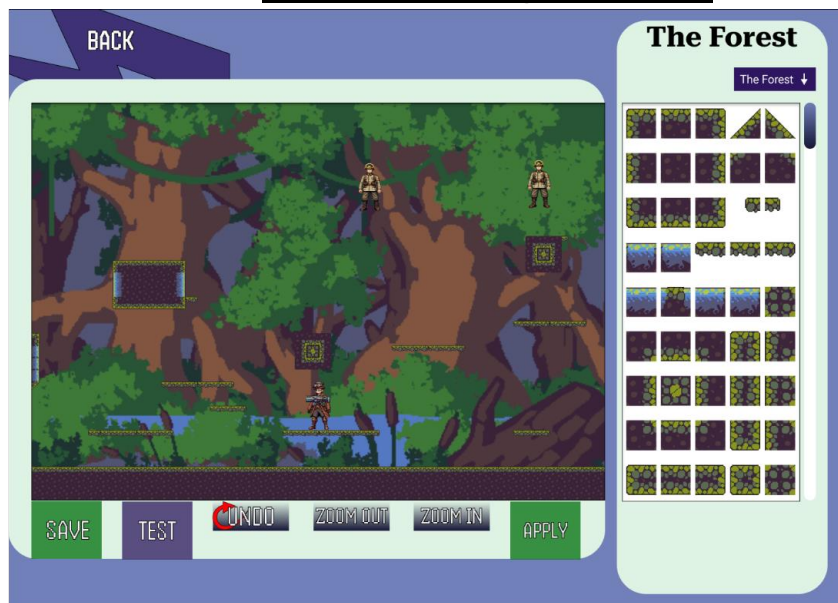 BACK
The Forest
The Forest ↓
SAVE
TEST
UNDO
ZOOM OUT
ZOOM IN
APPLY